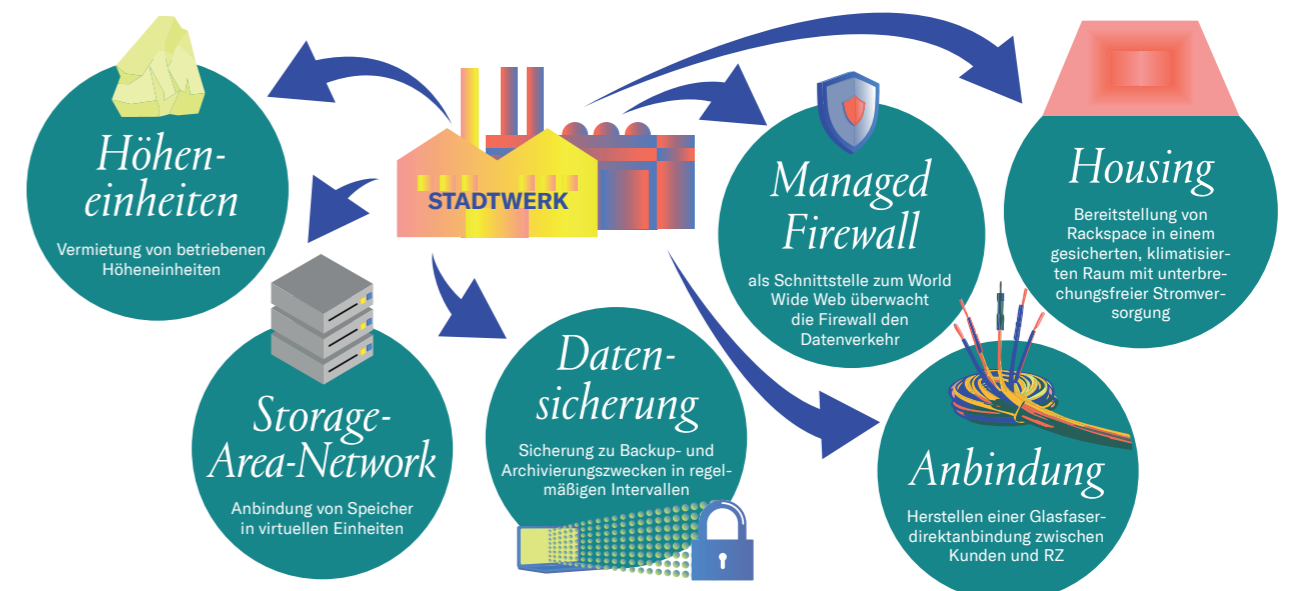 STADTWERK
Höhen-
einheiten
Vermietung von betriebenen
Höheneinheiten
Storage-
Area-Network
Anbindung von Speicher
in virtuellen Einheiten
Daten-
sicherung
Sicherung zu Backup- und
Archivierungszwecken in regel-
mäßigen Intervallen
Managed
Firewall
als Schnittstelle zum World
Wide Web überwacht
die Firewall den
Datenverkehr
Housing
Bereitstellung von
Rackspace in einem
gesicherten, klimatisier-
ten Raum mit unterbre-
chungsfreier Stromver-
sorgung
Anbindung
Herstellen einer Glasfaser-
direktanbindung zwischen
Kunden und RZ